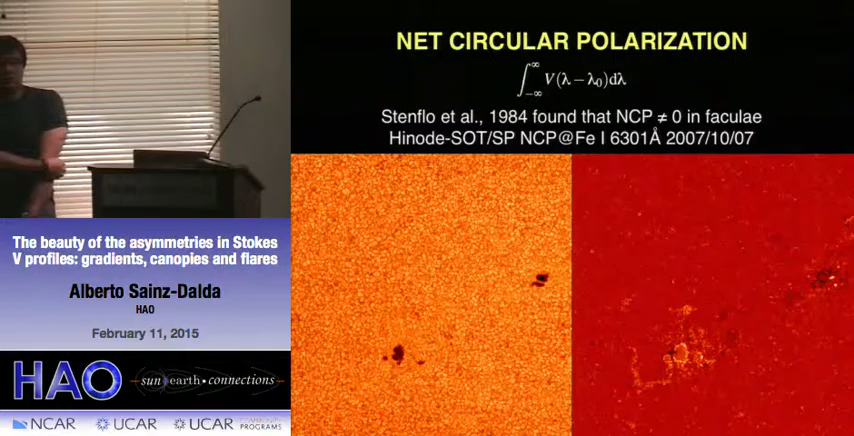 NET CIRCULAR POLARIZATION
∫_{-∞}^{∞} V(λ − λ₀)dλ
Stenflo et al., 1984 found that NCP ≠ 0 in faculae
Hinode-SOT/SP NCP@Fe I 6301Å 2007/10/07
The beauty of the asymmetries in Stokes
V profiles: gradients, canopies and flares
Alberto Sainz-Dalda
HAO
February 11, 2015
HAO
sun earth • connections
NCAR
UCAR
UCAR
PROGRAMS